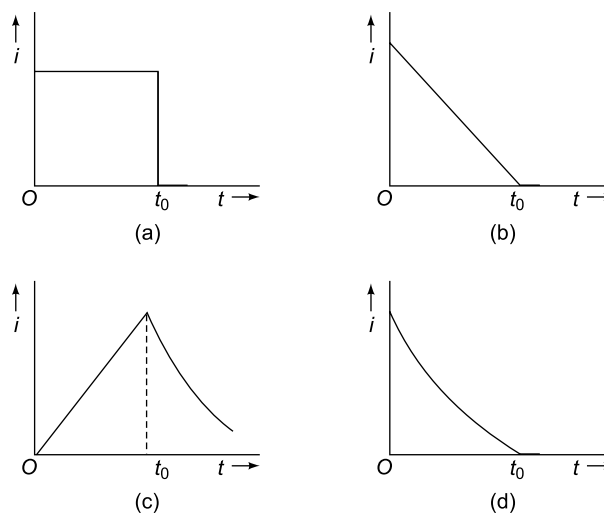 i i
O t₀ t O t₀ t
(a) (b)
i i
O t₀ t O t₀ t
(c) (d)